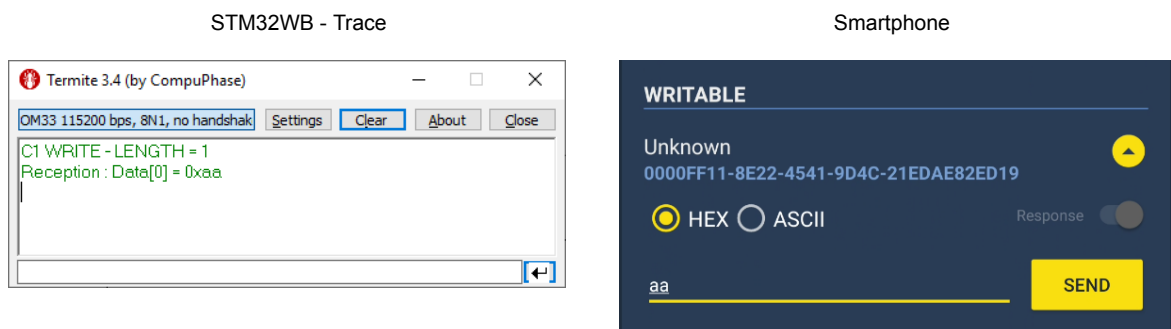 STM32WB - Trace
Smartphone
Termite 3.4 (by CompuPhase)
OM33 115200 bps, 8N1, no handshak Settings Clear About Close
C1 WRITE - LENGTH = 1
Reception : Data[0] = 0xaa
WRITABLE
Unknown
0000FF11-8E22-4541-9D4C-21EDAE82ED19
HEX ASCII Response
aa SEND